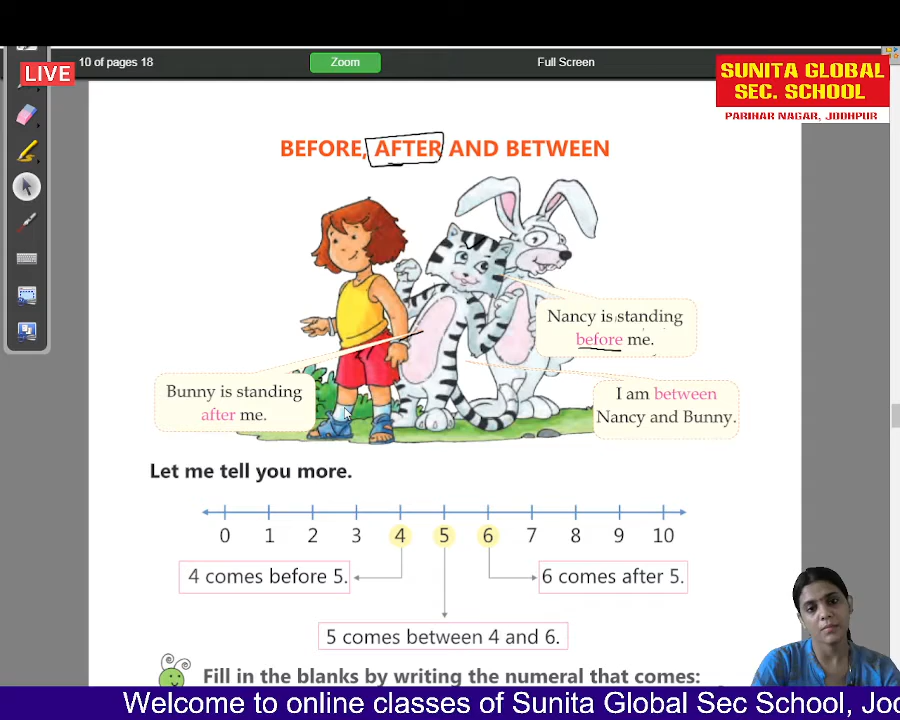 10 of pages 18
Zoom
Full Screen
LIVE
SUNITA GLOBAL
SEC. SCHOOL
PARIHAR NAGAR, JODHPUR
BEFORE, AFTER AND BETWEEN
Nancy is standing
before me.
Bunny is standing
after me.
I am between
Nancy and Bunny.
Let me tell you more.
0 1 2 3 4 5 6 7 8 9 10
4 comes before 5.
6 comes after 5.
5 comes between 4 and 6.
Fill in the blanks by writing the numeral that comes:
Welcome to online classes of Sunita Global Sec School, Joc